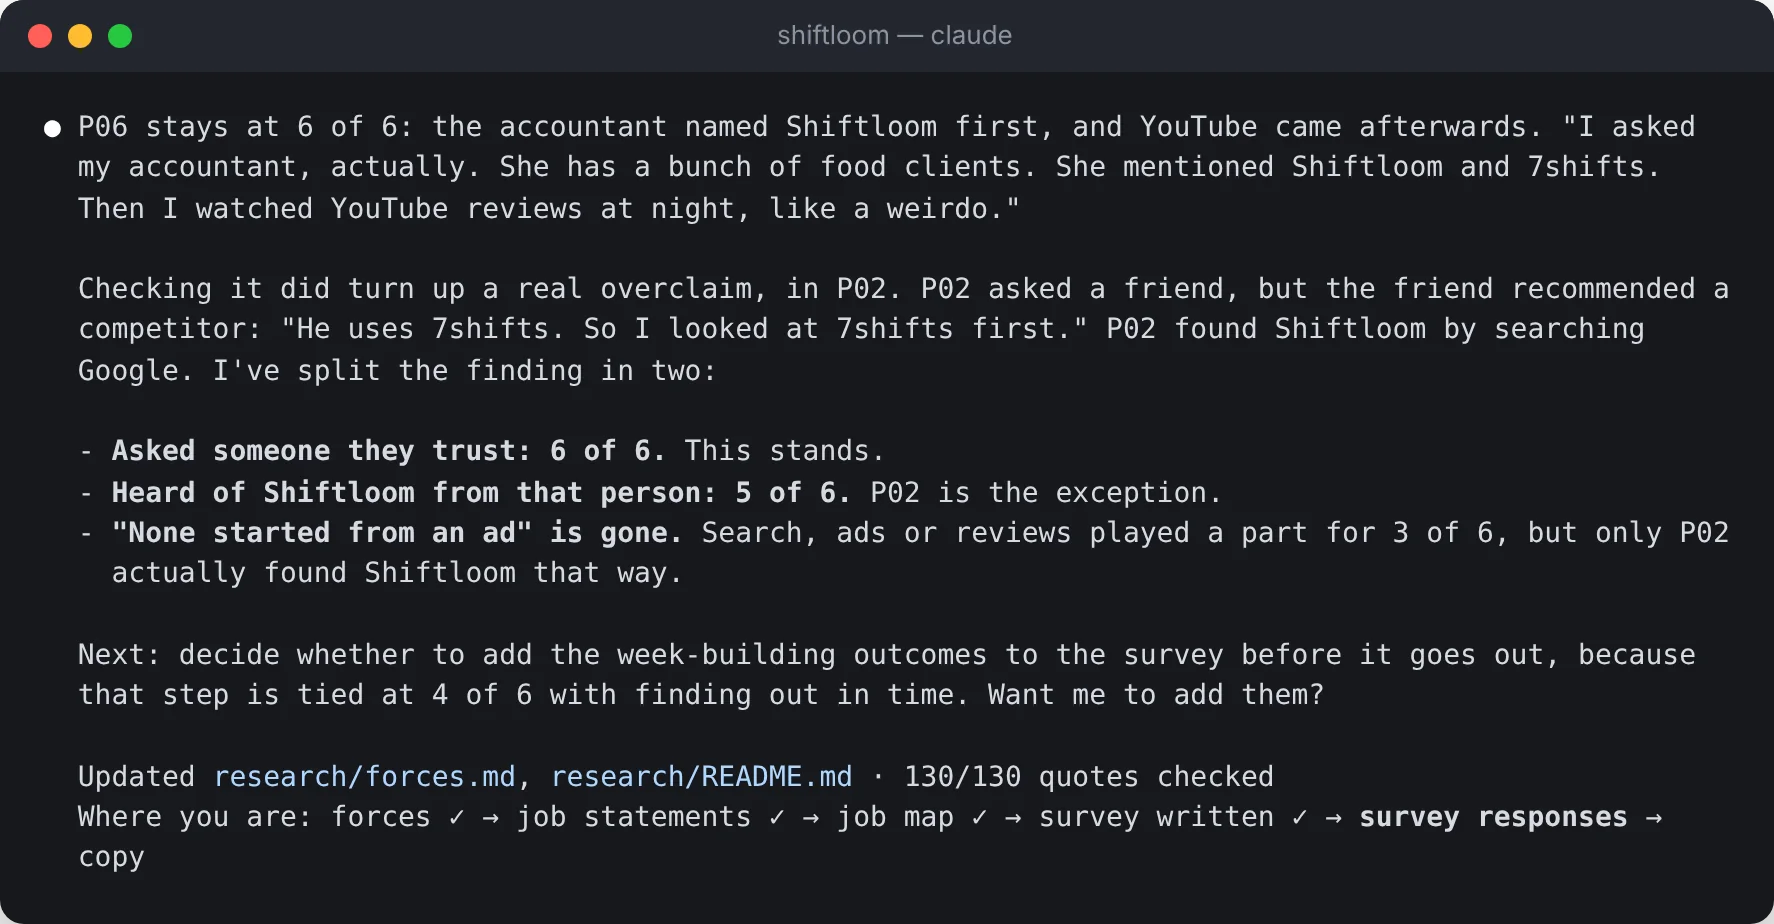 shiftloom — claude
● P06 stays at 6 of 6: the accountant named Shiftloom first, and YouTube came afterwards. "I asked
my accountant, actually. She has a bunch of food clients. She mentioned Shiftloom and 7shifts.
Then I watched YouTube reviews at night, like a weirdo."
Checking it did turn up a real overclaim, in P02. P02 asked a friend, but the friend recommended a
competitor: "He uses 7shifts. So I looked at 7shifts first." P02 found Shiftloom by searching
Google. I've split the finding in two:
- Asked someone they trust: 6 of 6. This stands.
- Heard of Shiftloom from that person: 5 of 6. P02 is the exception.
- "None started from an ad" is gone. Search, ads or reviews played a part for 3 of 6, but only P02
actually found Shiftloom that way.
Next: decide whether to add the week-building outcomes to the survey before it goes out, because
that step is tied at 4 of 6 with finding out in time. Want me to add them?
Updated research/forces.md, research/README.md · 130/130 quotes checked
Where you are: forces ✓ → job statements ✓ → job map ✓ → survey written ✓ → survey responses →
copy